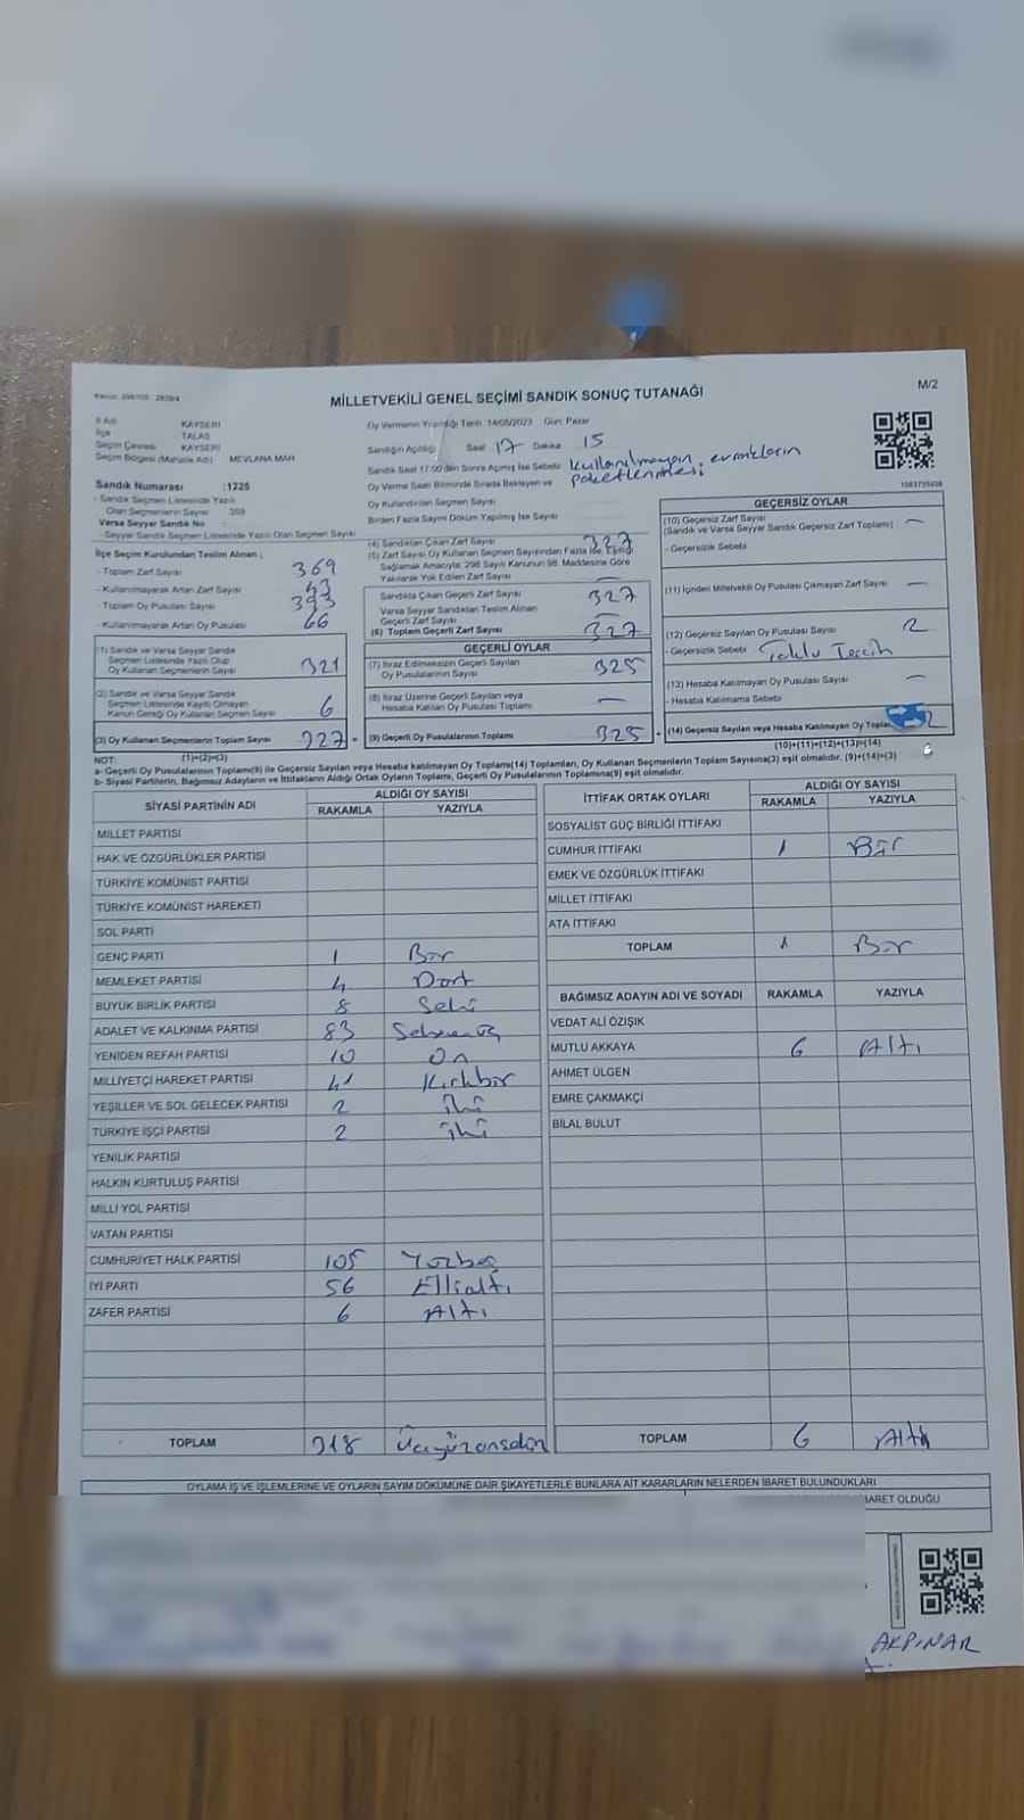 MİLLETVEKİLİ GENEL SEÇİMİ SANDIK SONUÇ TUTANAĞI
M/2
İli Adı KAYSERİ
İlçe TALAS
Seçim Çevresi KAYSERİ
Seçim Bölgesi (Mahalle Adı) MEVLANA MAH
Sandık Numarası :1225
- Sandık Seçmen Listesinde Yazılı
Olan Seçmenlerin Sayısı 359
Varsa Seyyar Sandık No
- Seyyar Sandık Seçmen Listesinde Yazılı Olan Seçmen Sayısı
İlçe Seçim Kurulundan Teslim Alınan ;
- Toplam Zarf Sayısı 369
- Kullanılmayarak Artan Zarf Sayısı 43
- Toplam Oy Pusulası Sayısı 393
- Kullanılmayarak Artan Oy Pusulası 66
(1) Sandık ve Varsa Seyyar Sandık
Seçmen Listesinde Yazılı Olup
Oy Kullanan Seçmenlerin Sayısı 321
(2) Sandık ve Varsa Seyyar Sandık
Seçmen Listesinde Kayıtlı Olmayan
Kanun Gereği Oy Kullanan Seçmen Sayısı 6
(3) Oy Kullanan Seçmenlerin Toplam Sayısı 327
(1)+(2)=(3)
Oy Vermenin Yapıldığı Tarih: 14/05/2023 Gün: Pazar
Sandığın Açılışı Saat 17 Dakika 15
Sandık Saat 17:00'den Sonra Açılmış İse Sebebi Kullanılmayan evrakların paketlenmesi
Oy Verme Saati Bitiminde Sırada Bekleyen ve
Oy Kullandırılan Seçmen Sayısı
Birden Fazla Sayım Döküm Yapılmış İse Sayısı
(4) Sandıktan Çıkan Zarf Sayısı 327
(5) Zarf Sayısı Oy Kullanan Seçmen Sayısından Fazla İse, Eşitliği
Sağlamak Amacıyla, 298 Sayılı Kanunun 98. Maddesine Göre
Yakılarak Yok Edilen Zarf Sayısı —
Sandıkta Çıkan Geçerli Zarf Sayısı 327
Varsa Seyyar Sandıktan Teslim Alınan
Geçerli Zarf Sayısı —
(6) Toplam Geçerli Zarf Sayısı 327
GEÇERLİ OYLAR
(7) İtiraz Edilmeksizin Geçerli Sayılan
Oy Pusulalarının Sayısı 325
(8) İtiraz Üzerine Geçerli Sayılan veya
Hesaba Katılan Oy Pusulası Toplamı —
(9) Geçerli Oy Pusulalarının Toplamı 325
GEÇERSİZ OYLAR
(10) Geçersiz Zarf Sayısı
(Sandık ve Varsa Seyyar Sandık Geçersiz Zarf Toplamı) —
- Geçersizlik Sebebi
(11) İçinden Milletvekili Oy Pusulası Çıkmayan Zarf Sayısı —
(12) Geçersiz Sayılan Oy Pusulası Sayısı 2
- Geçersizlik Sebebi Toklu Tercih
(13) Hesaba Katılmayan Oy Pusulası Sayısı —
- Hesaba Katılmama Sebebi
(14) Geçersiz Sayılan veya Hesaba Katılmayan Oy Toplamı 2
(10)+(11)+(12)+(13)=(14)
NOT:
a- Geçerli Oy Pusulalarının Toplamı(9) ile Geçersiz Sayılan veya Hesaba katılmayan Oy Pusulaları Toplamı(14) Toplamları, Oy Kullanan Seçmenlerin Toplam Sayısına(3) eşit olmalıdır. (9)+(14)=(3)
b- Siyasi Partilerin, Bağımsız Adayların ve İttifakların Aldığı Ortak Oyların Toplamı, Geçerli Oy Pusulalarının Toplamına(9) eşit olmalıdır.
SİYASİ PARTİNİN ADI
ALDIĞI OY SAYISI
RAKAMLA YAZIYLA
MİLLET PARTİSİ
HAK VE ÖZGÜRLÜKLER PARTİSİ
TÜRKİYE KOMÜNİST PARTİSİ
TÜRKİYE KOMÜNİST HAREKETİ
SOL PARTİ
GENÇ PARTİ 1 Bir
MEMLEKET PARTİSİ 4 Dört
BÜYÜK BİRLİK PARTİSİ 8 Sekiz
ADALET VE KALKINMA PARTİSİ 83 Seksenüç
YENİDEN REFAH PARTİSİ 10 On
MİLLİYETÇİ HAREKET PARTİSİ 41 Kırkbir
YEŞİLLER VE SOL GELECEK PARTİSİ 2 iki
TÜRKİYE İŞÇİ PARTİSİ 2 iki
YENİLİK PARTİSİ
HALKIN KURTULUŞ PARTİSİ
MİLLİ YOL PARTİSİ
VATAN PARTİSİ
CUMHURİYET HALK PARTİSİ 105 Yüzbeş
İYİ PARTİ 56 Ellialtı
ZAFER PARTİSİ 6 Altı
TOPLAM 318 Üçyüzonsekiz
İTTİFAK ORTAK OYLARI
ALDIĞI OY SAYISI
RAKAMLA YAZIYLA
SOSYALİST GÜÇ BİRLİĞİ İTTİFAKI
CUMHUR İTTİFAKI 1 Bir
EMEK VE ÖZGÜRLÜK İTTİFAKI
MİLLET İTTİFAKI
ATA İTTİFAKI
TOPLAM 1 Bir
BAĞIMSIZ ADAYIN ADI VE SOYADI RAKAMLA YAZIYLA
VEDAT ALİ ÖZIŞIK
MUTLU AKKAYA 6 Altı
AHMET ÜLGEN
EMRE ÇAKMAKÇİ
BİLAL BULUT
TOPLAM 6 Altı
OYLAMA İŞ VE İŞLEMLERİNE VE OYLARIN SAYIM DÖKÜMÜNE DAİR ŞİKAYETLERLE BUNLARA AİT KARARLARIN NELERDEN İBARET BULUNDUKLARI
İBARET OLDUĞU
AKPINAR